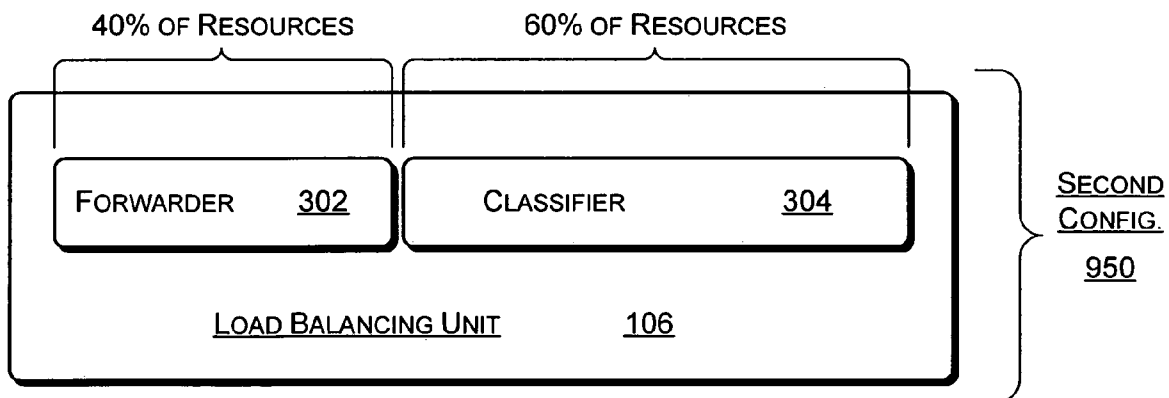 40% OF RESOURCES 60% OF RESOURCES
FORWARDER 302 CLASSIFIER 304
LOAD BALANCING UNIT 106
SECOND
CONFIG.
950